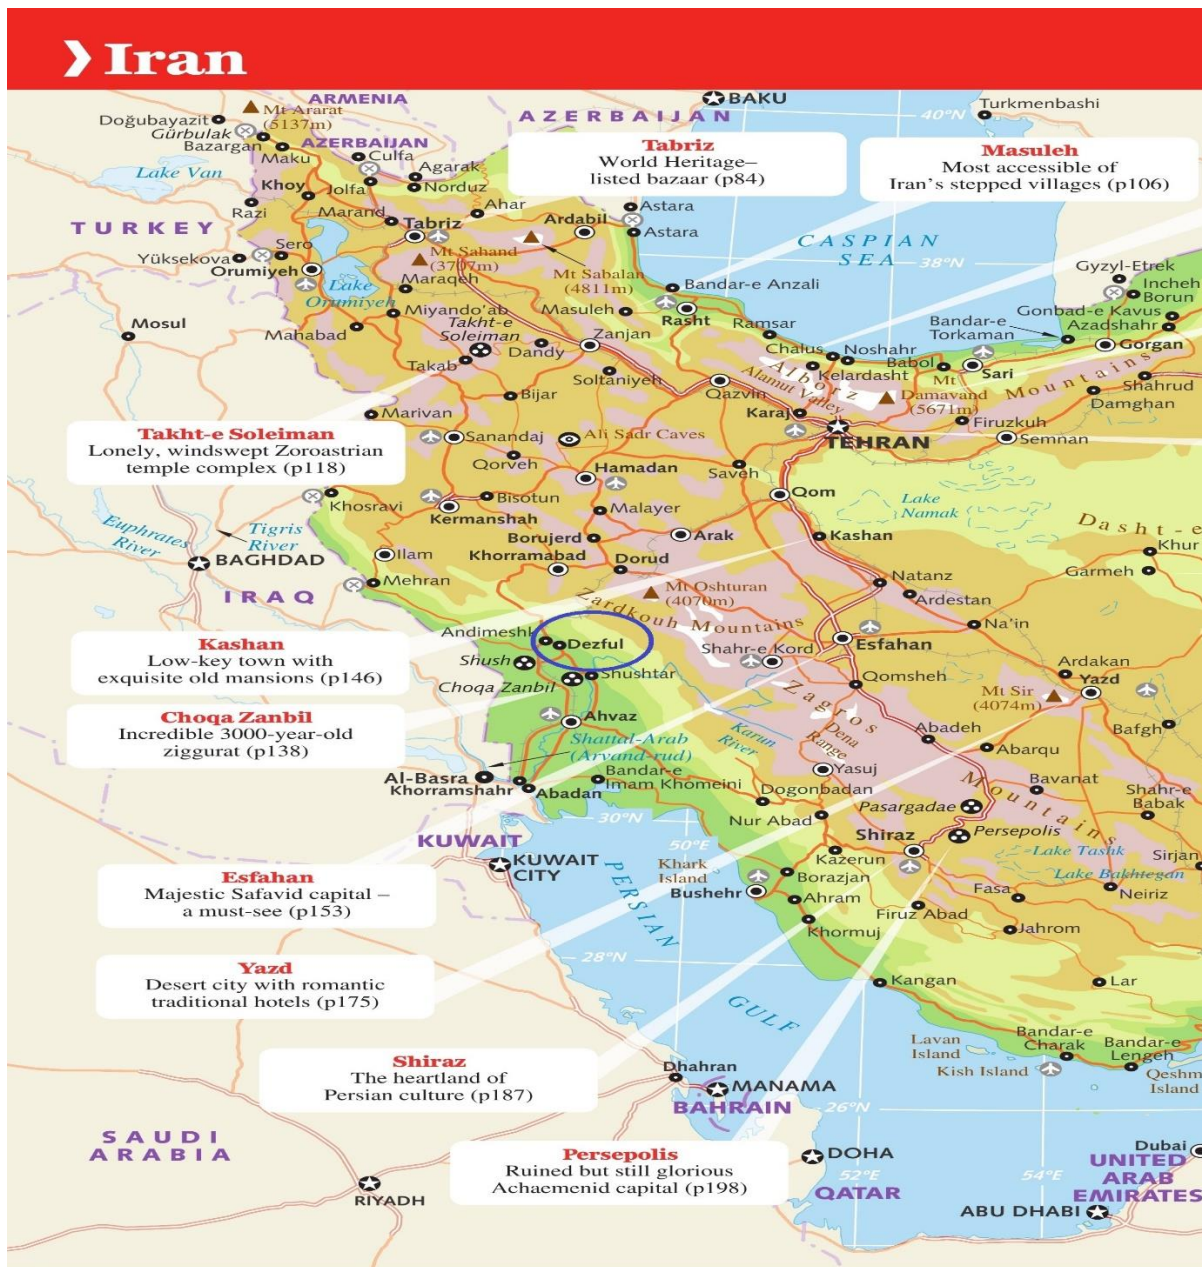 Iran
ARMENIA
BAKU
Turkmenbashi
Mt Ararat
(5137m)
AZERBAIJAN
40°N
Doğubayazit
Gürbulak
Bazargan
Maku
AZERBAIJAN
Culfa
Agarak
Norduz
Lake Van
Khoy
Jolfa
Razi
Marand
Ahar
Tabriz
World Heritage–
listed bazaar (p84)
Masuleh
Most accessible of
Iran's stepped villages (p106)
TURKEY
Tabriz
Ardabil
Astara
Astara
CASPIAN
SEA
38°N
Yüksekova
Sero
Orumiyeh
Mt Sahand
(3707m)
Mt Sabalan
(4811m)
Maraqeh
Lake
Orumiyeh
Miyando'ab
Masuleh
Bandar-e Anzali
Gyzyl-Etrek
Incheh
Borun
Gonbad-e Kavus
Azadshahr
Bandar-e
Torkaman
Mosul
Mahabad
Takht-e
Soleiman
Dandy
Zanjan
Rasht
Ramsar
Chalus
Noshahr
Kelardasht
Babol
Sari
Gorgan
Takab
Soltaniyeh
Alborz
Alamut Valley
Mt
Damavand
(5671m)
Mountains
Shahrud
Damghan
Bijar
Qazvin
Karaj
TEHRAN
Firuzkuh
Semnan
Marivan
Sanandaj
Ali Sadr Caves
Takht-e Soleiman
Lonely, windswept Zoroastrian
temple complex (p118)
Qorveh
Hamadan
Saveh
Qom
Lake
Namak
Khosravi
Bisotun
Kermanshah
Malayer
Euphrates
River
Tigris
River
Borujerd
Arak
Kashan
Dasht-e
Khur
BAGHDAD
Ilam
Khorramabad
Dorud
Garmeh
Mehran
Mt Oshturan
(4070m)
Natanz
Ardestan
IRAQ
Zardkouh Mountains
Andimeshk
Dezful
Na'in
Kashan
Low-key town with
exquisite old mansions (p146)
Shush
Shahr-e Kord
Esfahan
Ardakan
Choqa Zanbil
Shushtar
Qomsheh
Mt Sir
(4074m)
Yazd
Choqa Zanbil
Incredible 3000-year-old
ziggurat (p138)
Ahvaz
Zagros
Mountains
Dena
Range
Karun
River
Abadeh
Abarqu
Bafgh
Shattal-Arab
(Arvand-rud)
Al-Basra
Khorramshahr
Abadan
Bandar-e
Imam Khomeini
Yasuj
Dogonbadan
Bavanat
Shahr-e
Babak
Nur Abad
Pasargadae
KUWAIT
30°N
50°E
Shiraz
Persepolis
Lake Tashk
Lake Bakhtegan
Sirjan
KUWAIT
CITY
Khark
Island
Kazerun
Borazjan
Bushehr
Ahram
Fasa
Neiriz
Esfahan
Majestic Safavid capital –
a must-see (p153)
Firuz Abad
Khormuj
Jahrom
PERSIAN
GULF
28°N
Yazd
Desert city with romantic
traditional hotels (p175)
Kangan
Lar
Lavan
Island
Bandar-e
Charak
Bandar-e
Lengeh
Kish Island
Qeshm
Island
Shiraz
The heartland of
Persian culture (p187)
Dhahran
MANAMA
BAHRAIN
26°N
SAUDI
ARABIA
Persepolis
Ruined but still glorious
Achaemenid capital (p198)
DOHA
52°E
54°E
Dubai
QATAR
UNITED
ARAB
EMIRATES
RIYADH
ABU DHABI